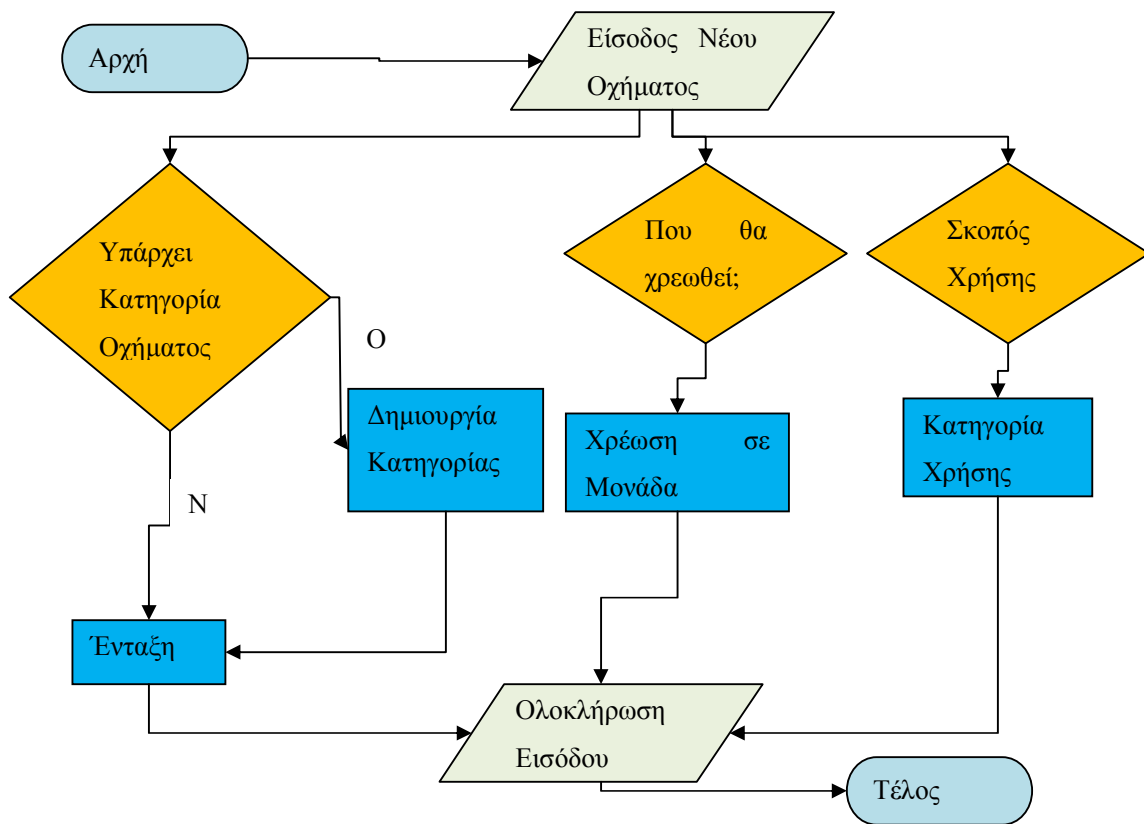 Αρχή
Είσοδος Νέου
Οχήματος
Υπάρχει
Κατηγορία
Οχήματος
Που θα
χρεωθεί;
Σκοπός
Χρήσης
Ο
Δημιουργία
Κατηγορίας
Χρέωση σε
Μονάδα
Κατηγορία
Χρήσης
Ν
Ένταξη
Ολοκλήρωση
Εισόδου
Τέλος